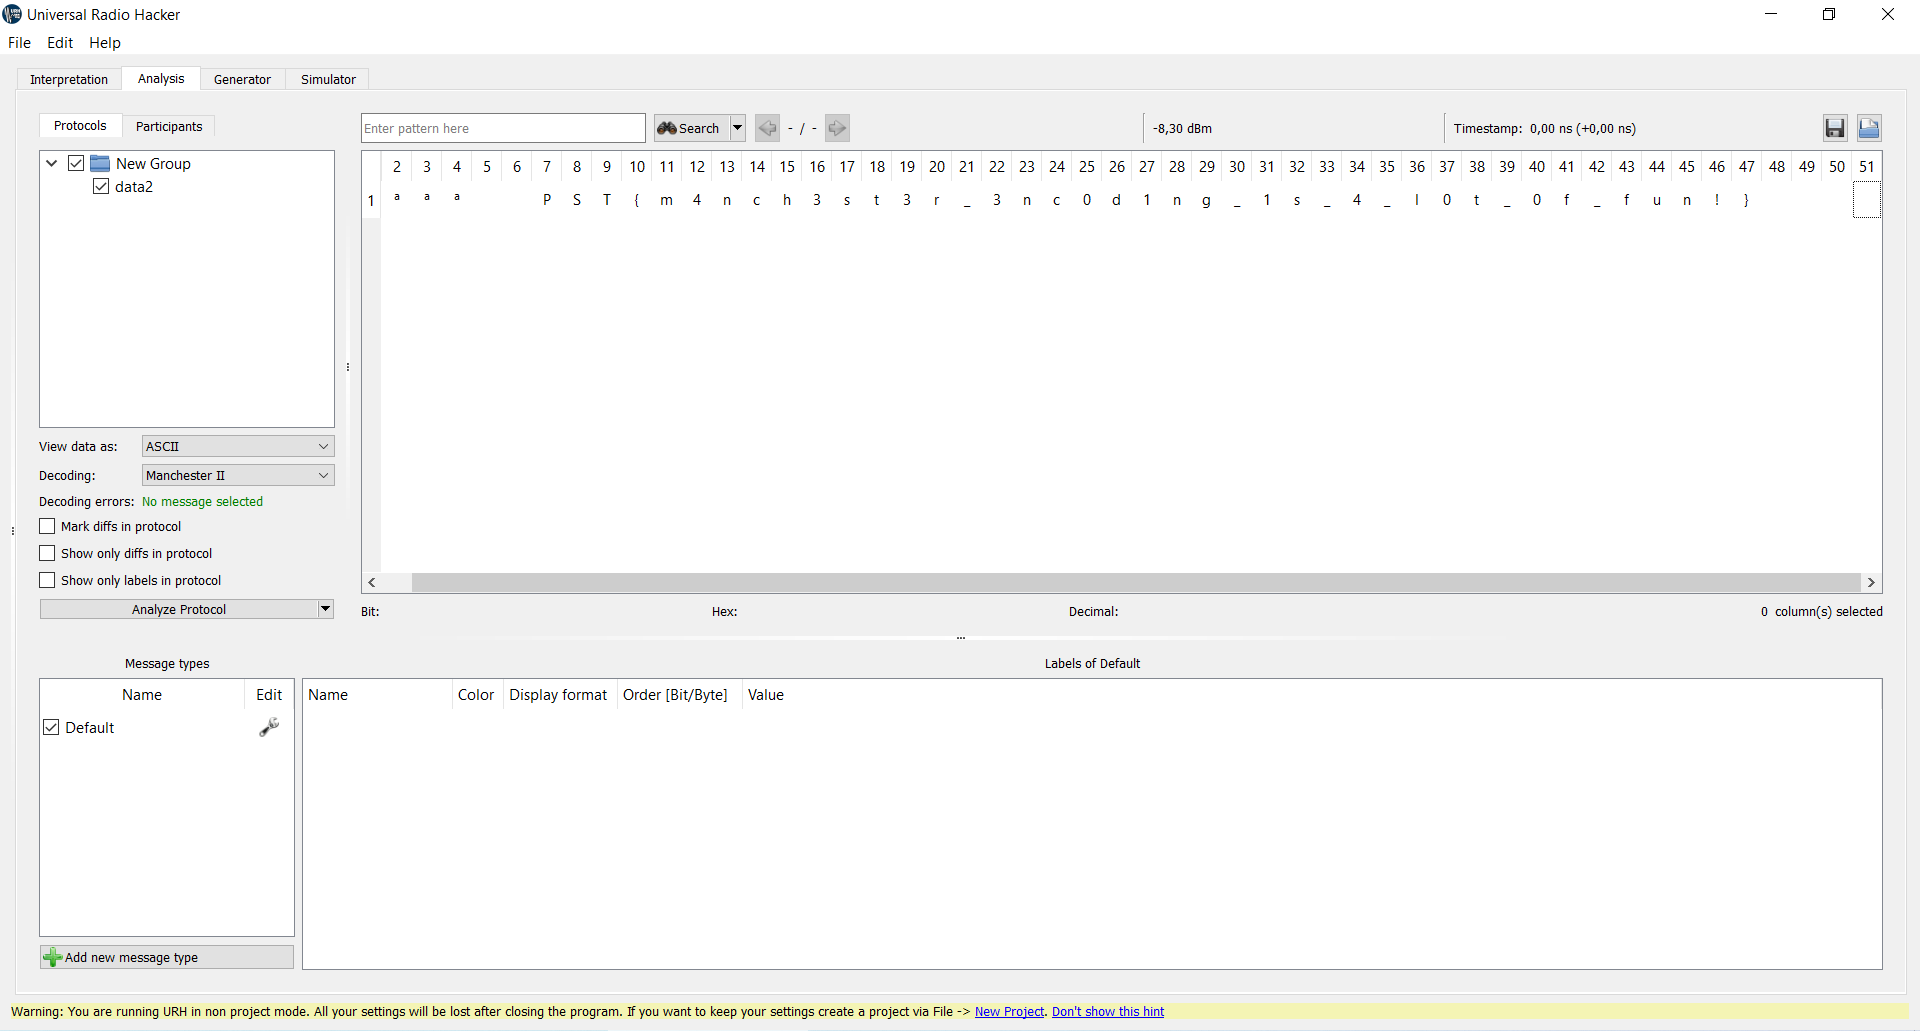 Universal Radio Hacker
File Edit Help
Interpretation Analysis Generator Simulator
Protocols Participants
Enter pattern here Search - / - -8,30 dBm Timestamp: 0,00 ns (+0,00 ns)
New Group
data2
2 3 4 5 6 7 8 9 10 11 12 13 14 15 16 17 18 19 20 21 22 23 24 25 26 27 28 29 30 31 32 33 34 35 36 37 38 39 40 41 42 43 44 45 46 47 48 49 50 51
1 ª ª ª P S T { m 4 n c h 3 s t 3 r _ 3 n c 0 d 1 n g _ 1 s _ 4 _ l 0 t _ 0 f _ f u n ! }
View data as: ASCII
Decoding: Manchester II
Decoding errors: No message selected
Mark diffs in protocol
Show only diffs in protocol
Show only labels in protocol
Analyze Protocol
Bit: Hex: Decimal: 0 column(s) selected
Message types
Name Edit
Default
Add new message type
Labels of Default
Name Color Display format Order [Bit/Byte] Value
Warning: You are running URH in non project mode. All your settings will be lost after closing the program. If you want to keep your settings create a project via File -> New Project. Don't show this hint